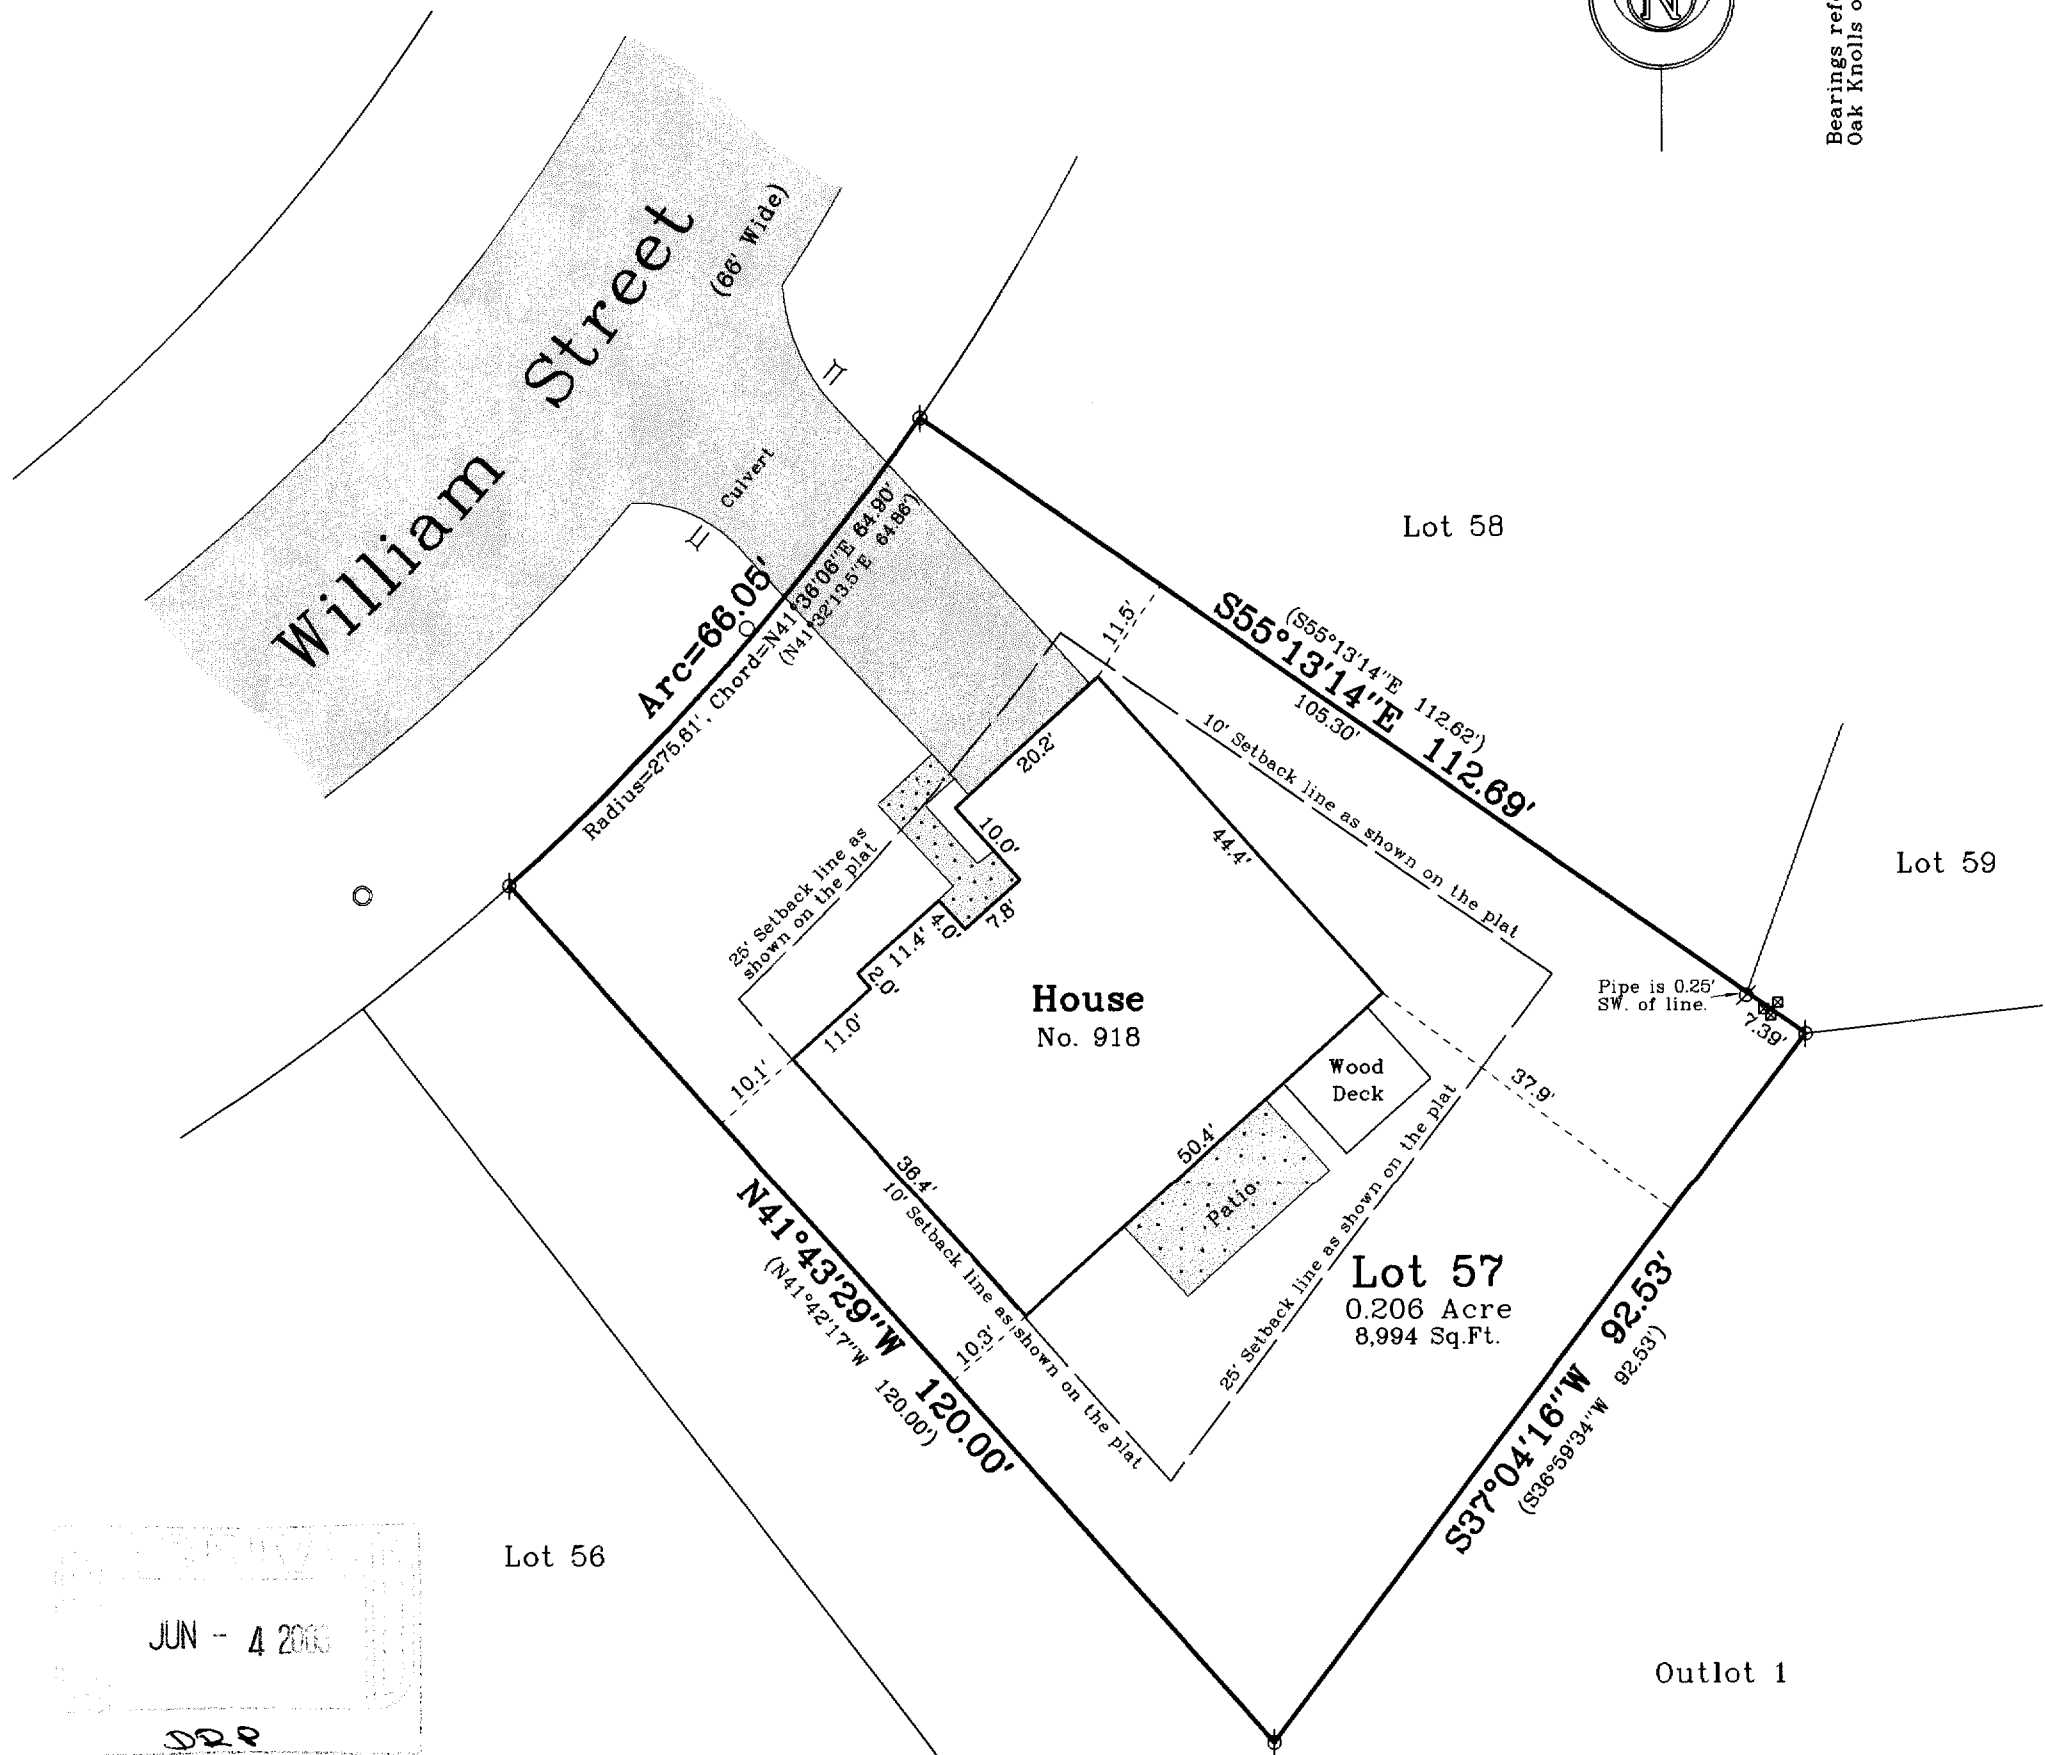 N
Bearings ref
Oak Knolls o
William Street
(66' Wide)
Culvert
Arc=66.05'
Radius=275.61', Chord=N41°36'06"E 64.90'
(N41°32'13.5"E 64.86')
Lot 58
11.5'
S55°13'14"E 112.69'
(S55°13'14"E 112.62')
105.30'
10' Setback line as shown on the plat
20.2'
10.0'
44.4'
Lot 59
25' Setback line as
shown on the plat
4.0'
7.8'
11.4'
2.0'
11.0'
House
No. 918
Pipe is 0.25'
SW. of line.
7.39'
10.1'
Wood
Deck
37.9'
50.4'
36.4'
Patio
10' Setback line as shown on the plat
25' Setback line as shown on the plat
N41°43'29"W 120.00'
(N41°42'17"W 120.00')
10.3'
Lot 57
0.206 Acre
8,994 Sq.Ft.
S37°04'16"W 92.53'
(S36°59'34"W 92.53')
Lot 56
JUN - 4 2003
DRP
Outlot 1